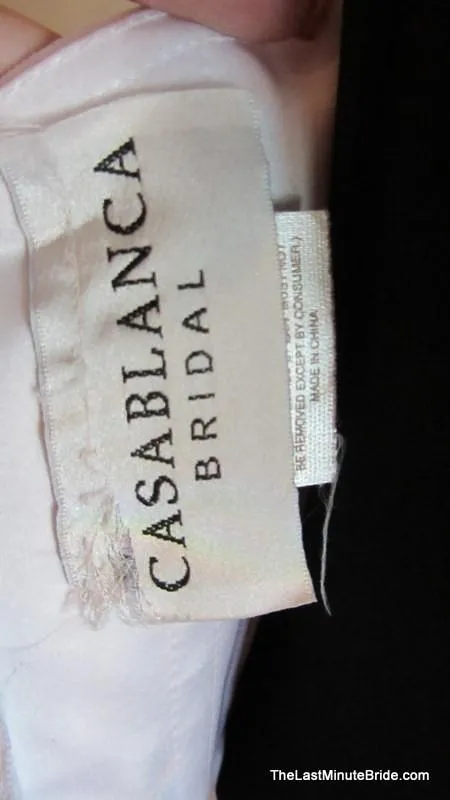 CASABLANCA
BRIDAL
BE REMOVED EXCEPT BY CONSUMER.)
MADE IN CHINA
TheLastMinuteBride.com